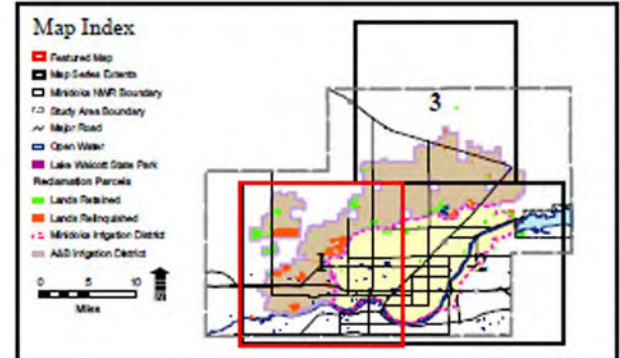 Map Index
Featured Map
Map Series Extents
Minidoka NWR Boundary
Study Area Boundary
Major Road
Open Water
Lake Walcott State Park
Reclamation Parcels
Lands Retained
Lands Relinquished
Minidoka Irrigation District
A&B Irrigation District
0 5 10
Miles
N
3
1
2